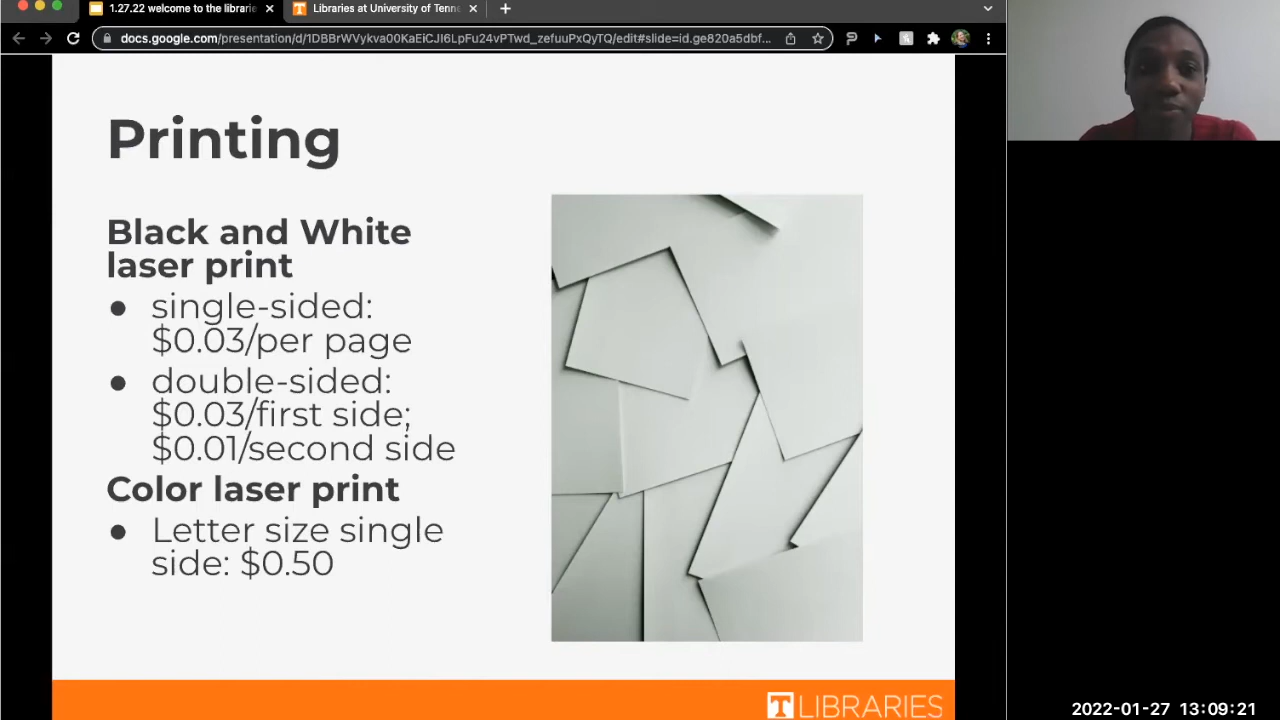 1.27.22 welcome to the librarie
Libraries at University of Tenne
docs.google.com/presentation/d/1DBBrWVykva00KaEiCJI6LpFu24vPTwd_zefuuPxQyTQ/edit#slide=id.ge820a5dbf...
Printing
Black and White
laser print
● single-sided:
$0.03/per page
● double-sided:
$0.03/first side;
$0.01/second side
Color laser print
● Letter size single
side: $0.50
T LIBRARIES
2022-01-27 13:09:21